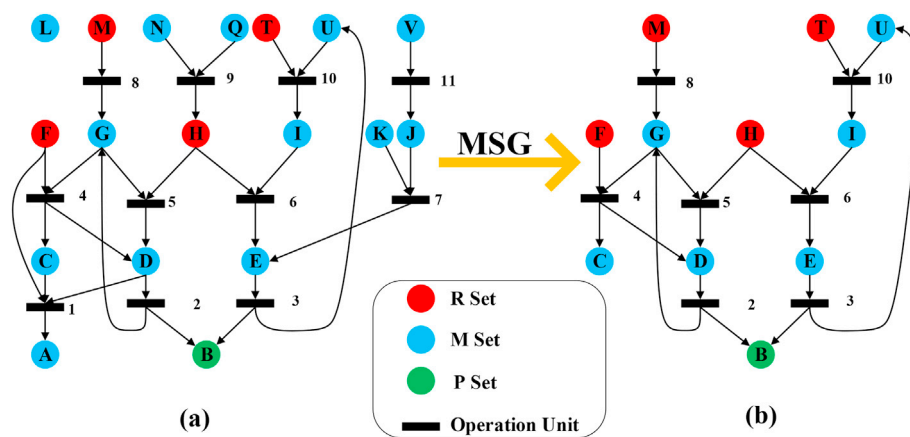 L M N Q T U V M T U
8 9 10 11 8 10
F G H I K J MSG F G H I
4 5 6 7 4 5 6
C D E C D E
1 2 3 2 3
A B B
R Set
M Set
P Set
Operation Unit
(a) (b)